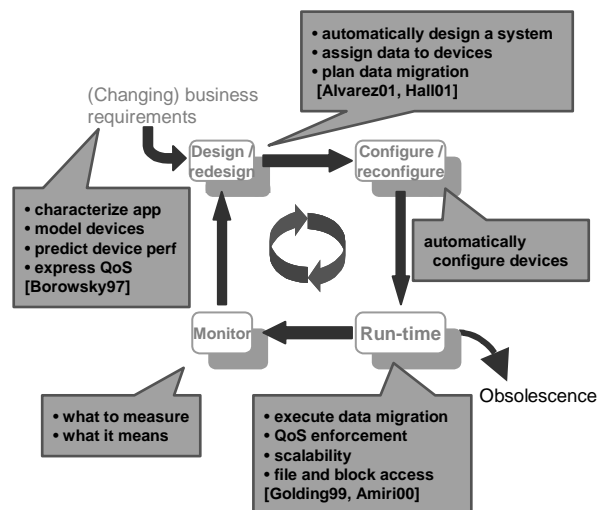 • automatically design a system
• assign data to devices
• plan data migration
[Alvarez01, Hall01]
(Changing) business
requirements
Design /
redesign
Configure /
reconfigure
• characterize app
• model devices
• predict device perf
• express QoS
[Borowsky97]
automatically
configure devices
Monitor
Run-time
Obsolescence
• what to measure
• what it means
• execute data migration
• QoS enforcement
• scalability
• file and block access
[Golding99, Amiri00]